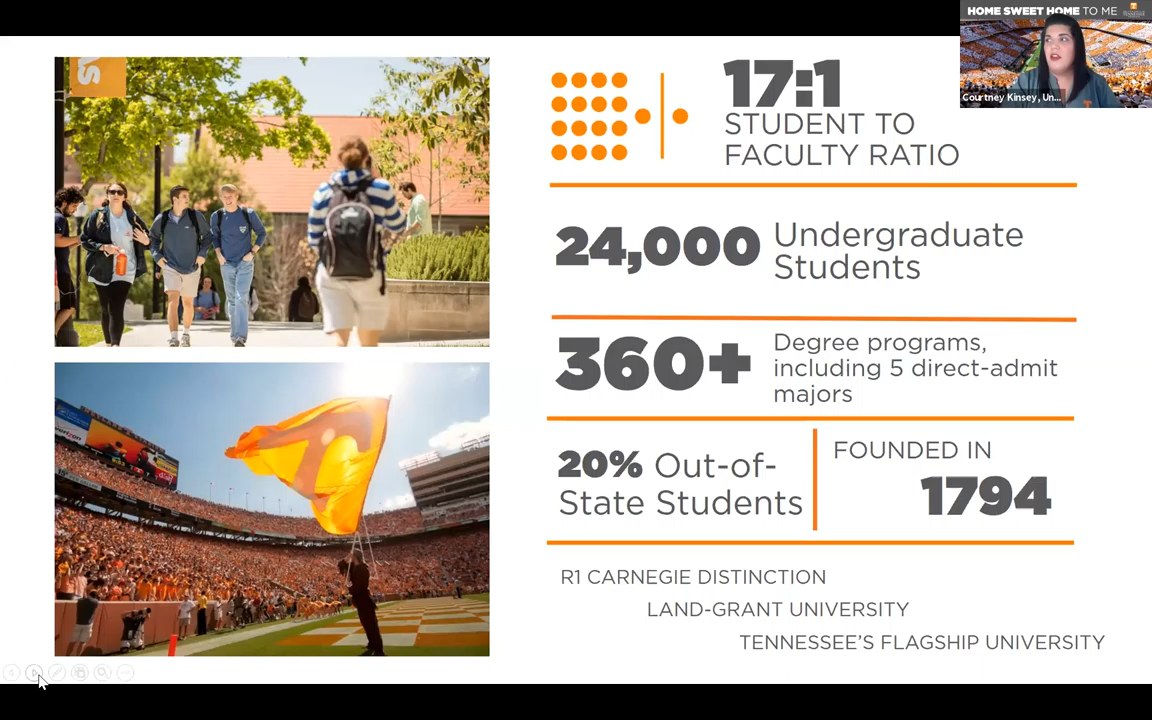 HOME SWEET HOME TO ME
TENNESSEE
Courtney Kinsey, Un...
17:1
STUDENT TO
FACULTY RATIO
24,000 Undergraduate
Students
360+ Degree programs,
including 5 direct-admit
majors
20% Out-of-
State Students
FOUNDED IN
1794
R1 CARNEGIE DISTINCTION
LAND-GRANT UNIVERSITY
TENNESSEE'S FLAGSHIP UNIVERSITY
verizon